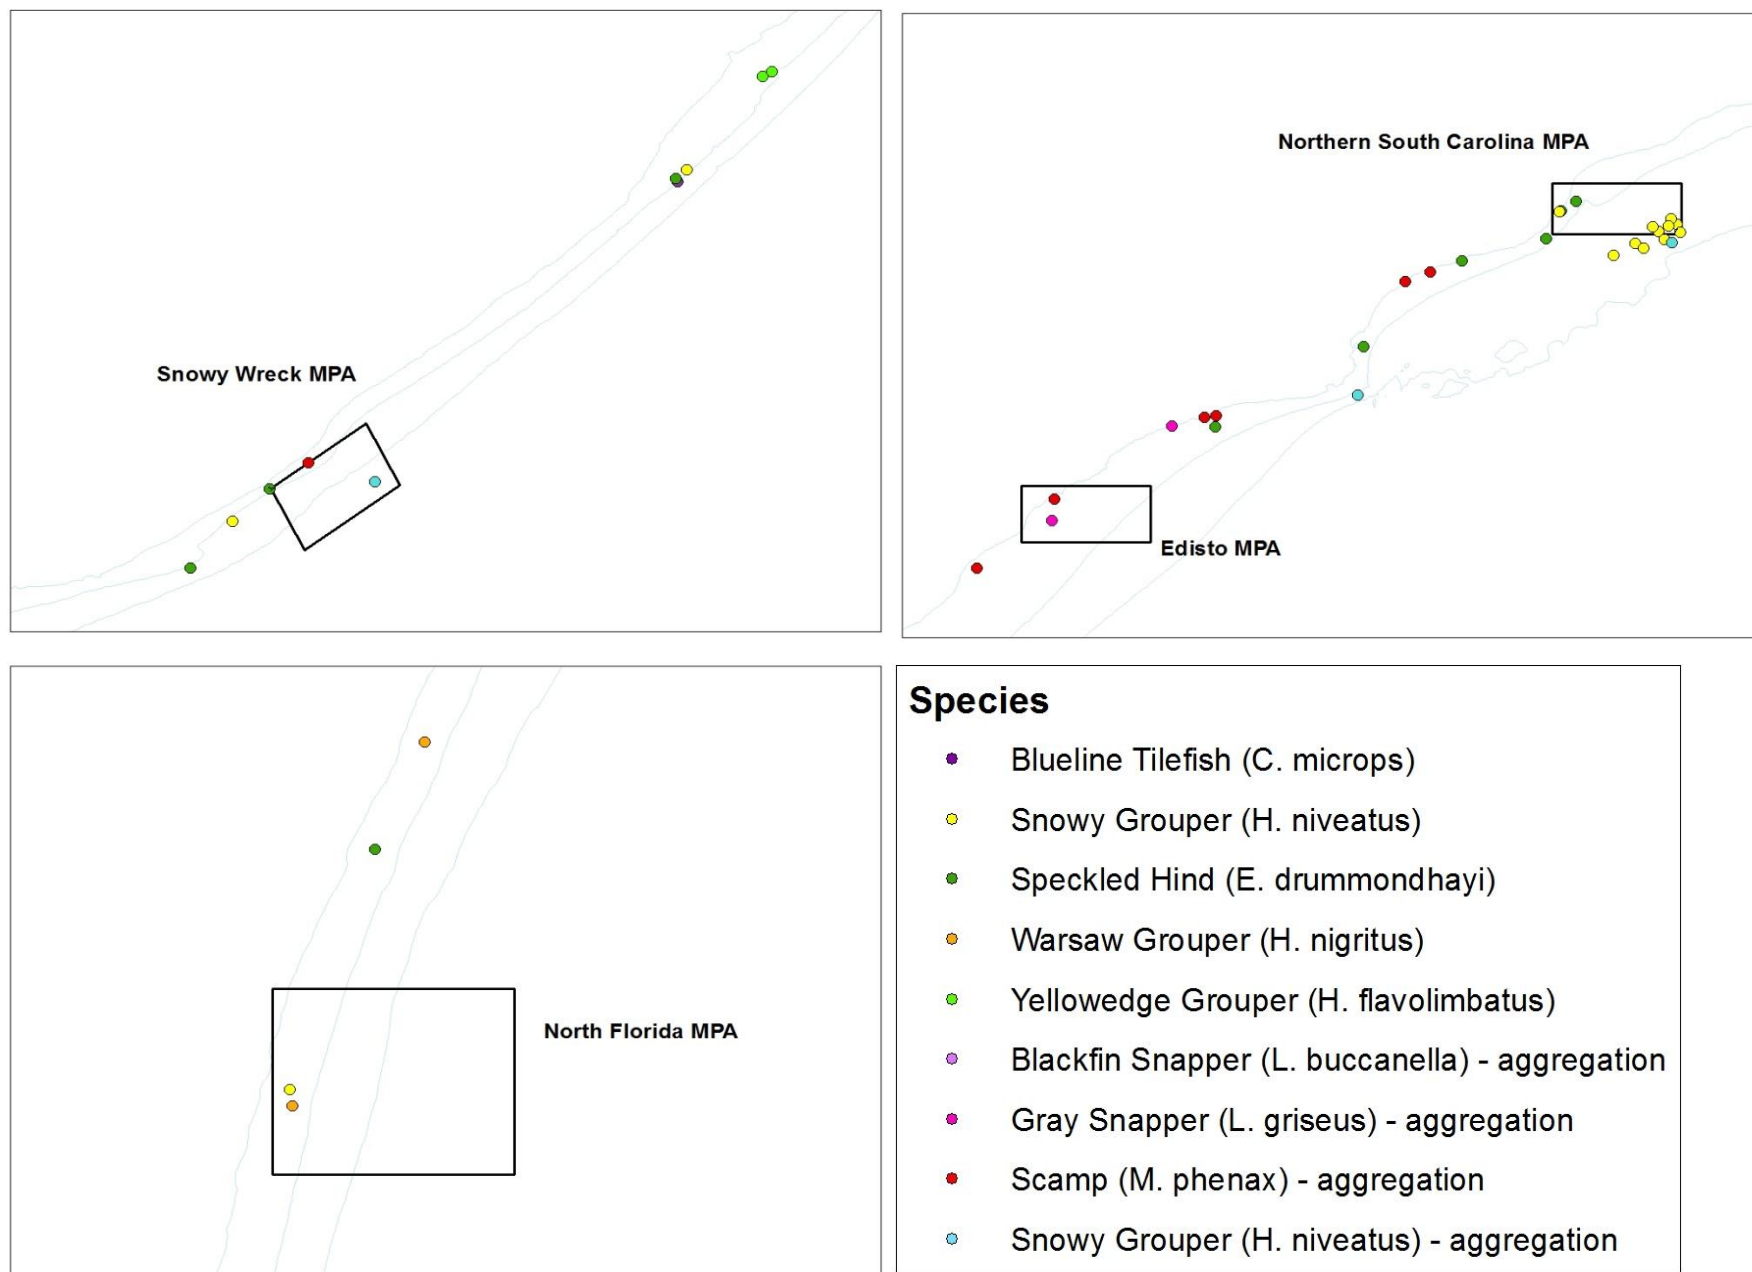 Snowy Wreck MPA
Northern South Carolina MPA
Edisto MPA
North Florida MPA
Species
Blueline Tilefish (C. microps)
Snowy Grouper (H. niveatus)
Speckled Hind (E. drummondhayi)
Warsaw Grouper (H. nigritus)
Yellowedge Grouper (H. flavolimbatus)
Blackfin Snapper (L. buccanella) - aggregation
Gray Snapper (L. griseus) - aggregation
Scamp (M. phenax) - aggregation
Snowy Grouper (H. niveatus) - aggregation